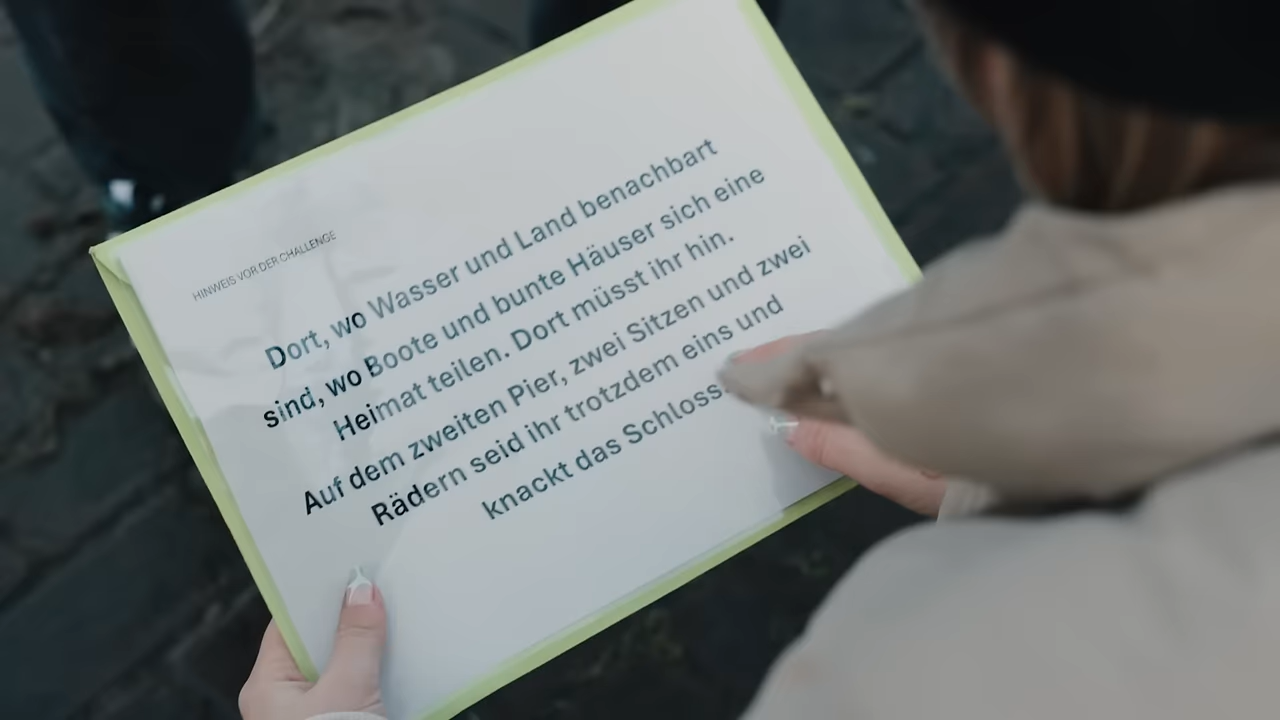 HINWEIS VOR DER CHALLENGE
Dort, wo Wasser und Land benachbart
sind, wo Boote und bunte Häuser sich eine
Heimat teilen. Dort müsst ihr hin.
Auf dem zweiten Pier, zwei Sitzen und zwei
Rädern seid ihr trotzdem eins und
knackt das Schloss.